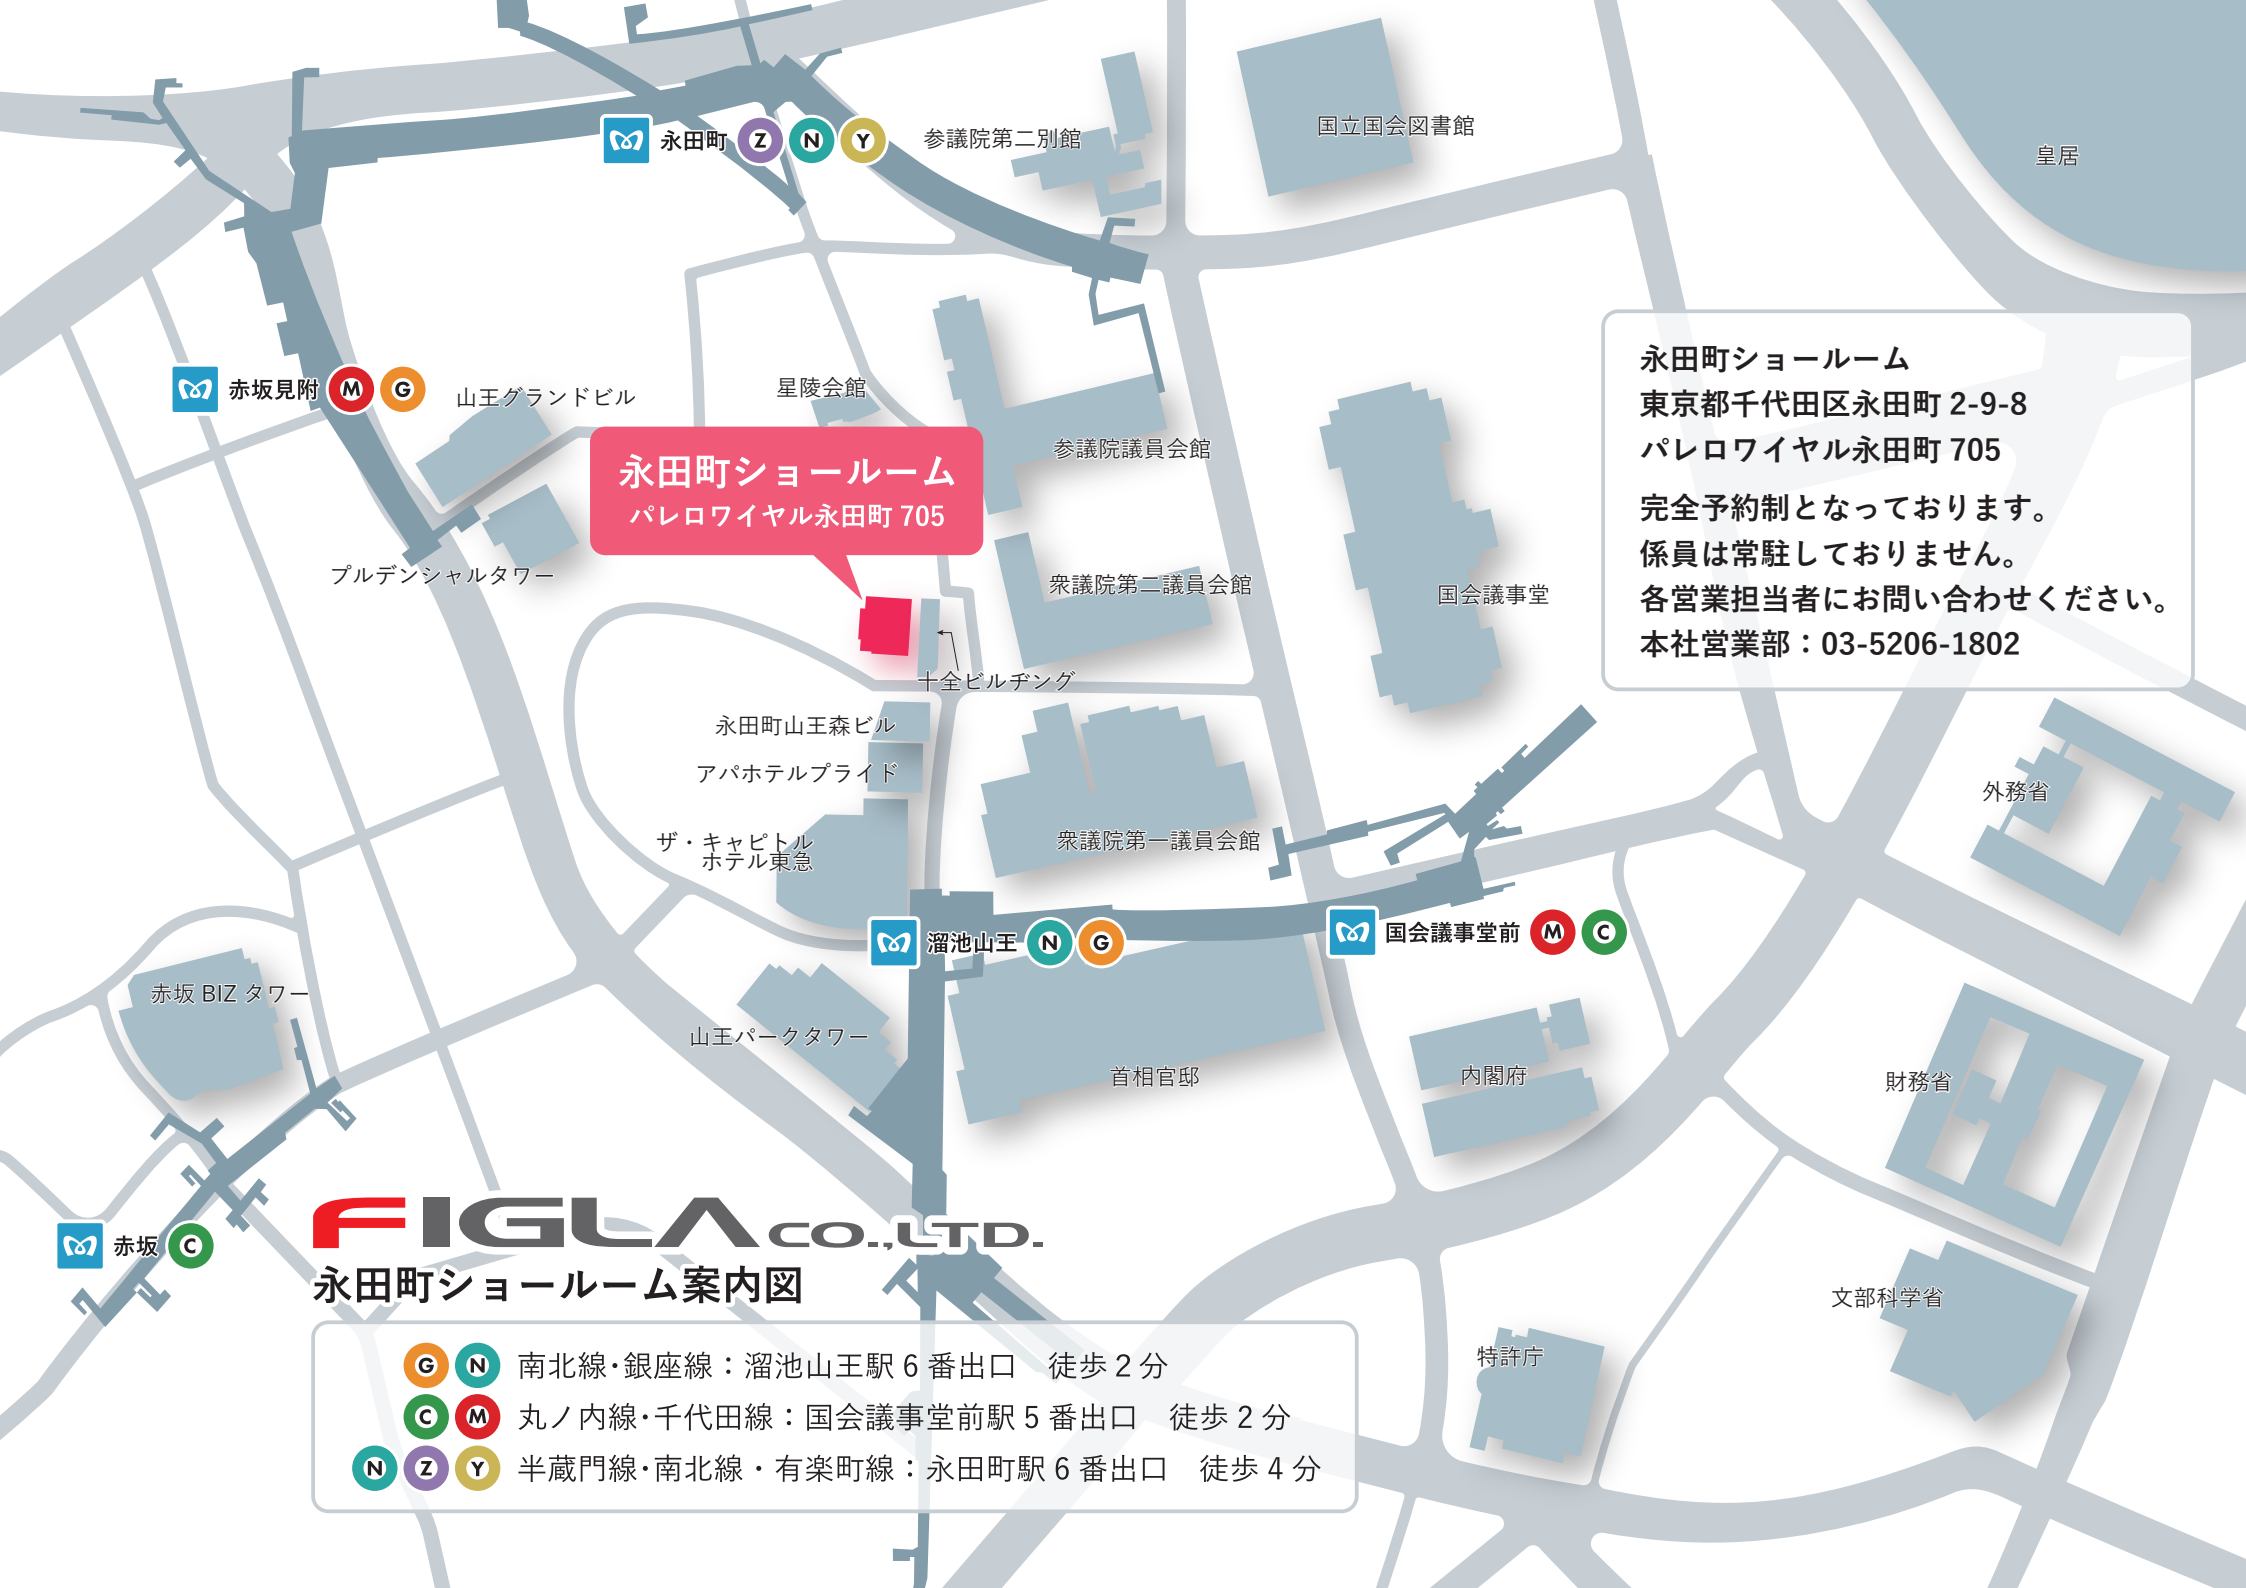 参議院第二別館
国立国会図書館
皇居
永田町 Z N Y
赤坂見附 M G
山王グランドビル
星陵会館
参議院議員会館
永田町ショールーム
パレロワイヤル永田町 705
プルデンシャルタワー
衆議院第二議員会館
国会議事堂
十全ビルヂング
永田町山王森ビル
アパホテルプライド
ザ・キャピトル
ホテル東急
衆議院第一議員会館
溜池山王 N G
国会議事堂前 M C
赤坂 BIZ タワー
山王パークタワー
首相官邸
内閣府
外務省
財務省
文部科学省
特許庁
赤坂 C
永田町ショールーム
東京都千代田区永田町 2-9-8
パレロワイヤル永田町 705
完全予約制となっております。
係員は常駐しておりません。
各営業担当者にお問い合わせください。
本社営業部：03-5206-1802
FIGLA CO.,LTD.
永田町ショールーム案内図
G N 南北線・銀座線：溜池山王駅 6 番出口　徒歩 2 分
C M 丸ノ内線・千代田線：国会議事堂前駅 5 番出口　徒歩 2 分
N Z Y 半蔵門線・南北線・有楽町線：永田町駅 6 番出口　徒歩 4 分